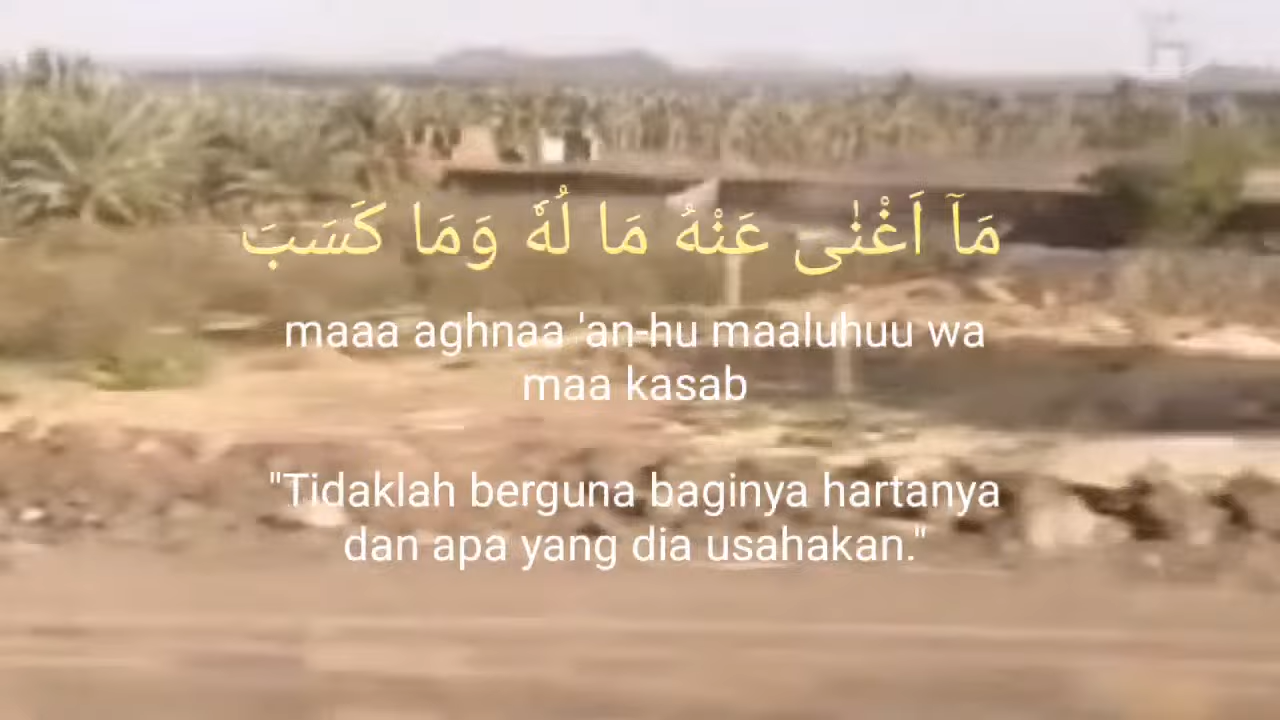 مَآ اَغْنٰى عَنْهُ مَا لُهٗ وَمَا كَسَبَ
maaa aghnaa 'an-hu maaluhuu wa
maa kasab
"Tidaklah berguna baginya hartanya
dan apa yang dia usahakan."